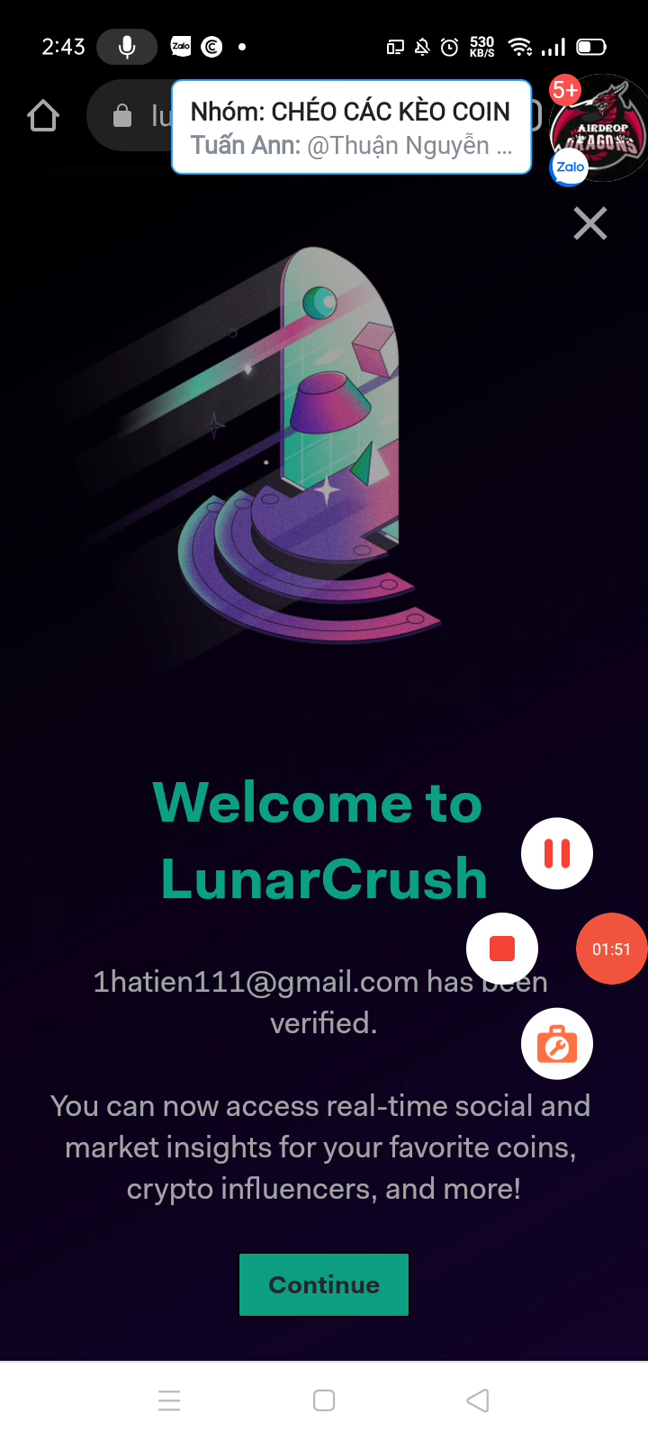 2:43
Zalo
530
KB/S
lu
Nhóm: CHÉO CÁC KÈO COIN
Tuấn Ann: @Thuận Nguyễn ...
5+
AIRDROP
DRAGONS
Zalo
Welcome to
LunarCrush
1hatien111@gmail.com has been
verified.
01:51
You can now access real-time social and
market insights for your favorite coins,
crypto influencers, and more!
Continue